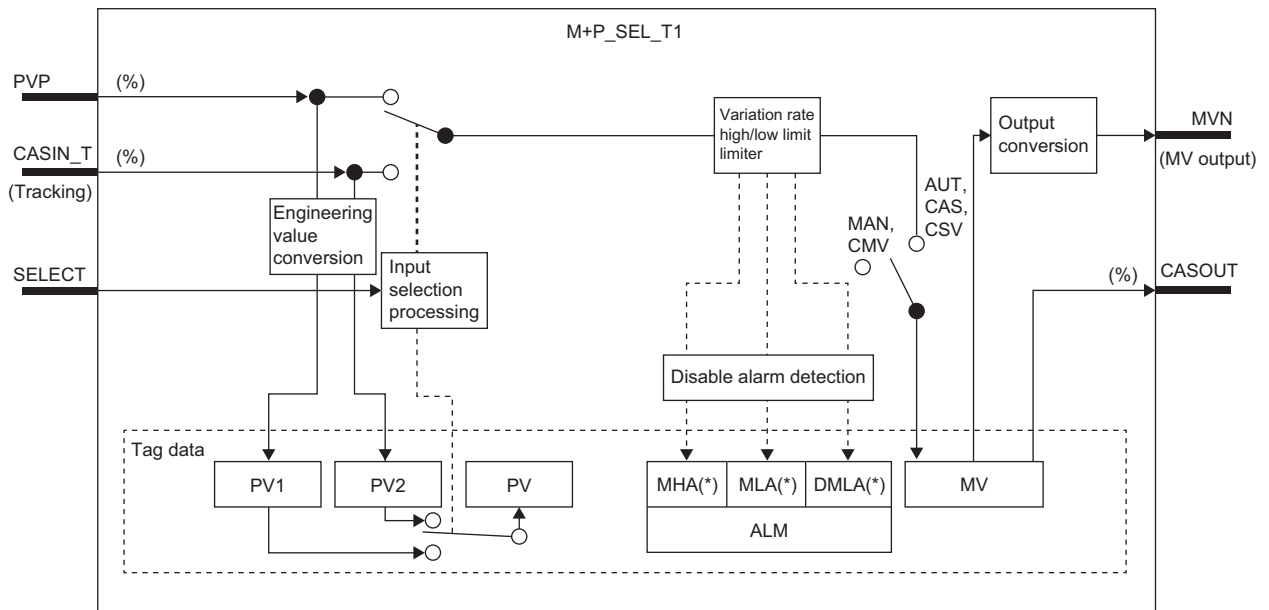 M+P_SEL_T1
PVP
(%)
CASIN_T
(%)
(Tracking)
SELECT
Engineering
value
conversion
Input
selection
processing
Variation rate
high/low limit
limiter
Output
conversion
MVN
(MV output)
AUT,
CAS,
CSV
MAN,
CMV
(%)
CASOUT
Disable alarm detection
Tag data
PV1
PV2
PV
MHA(*)
MLA(*)
DMLA(*)
ALM
MV